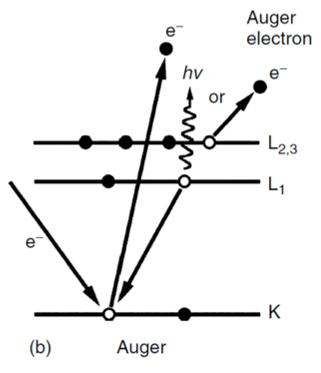 e⁻
Auger
electron
hv
or
e⁻
L₂,₃
L₁
e⁻
K
(b) Auger